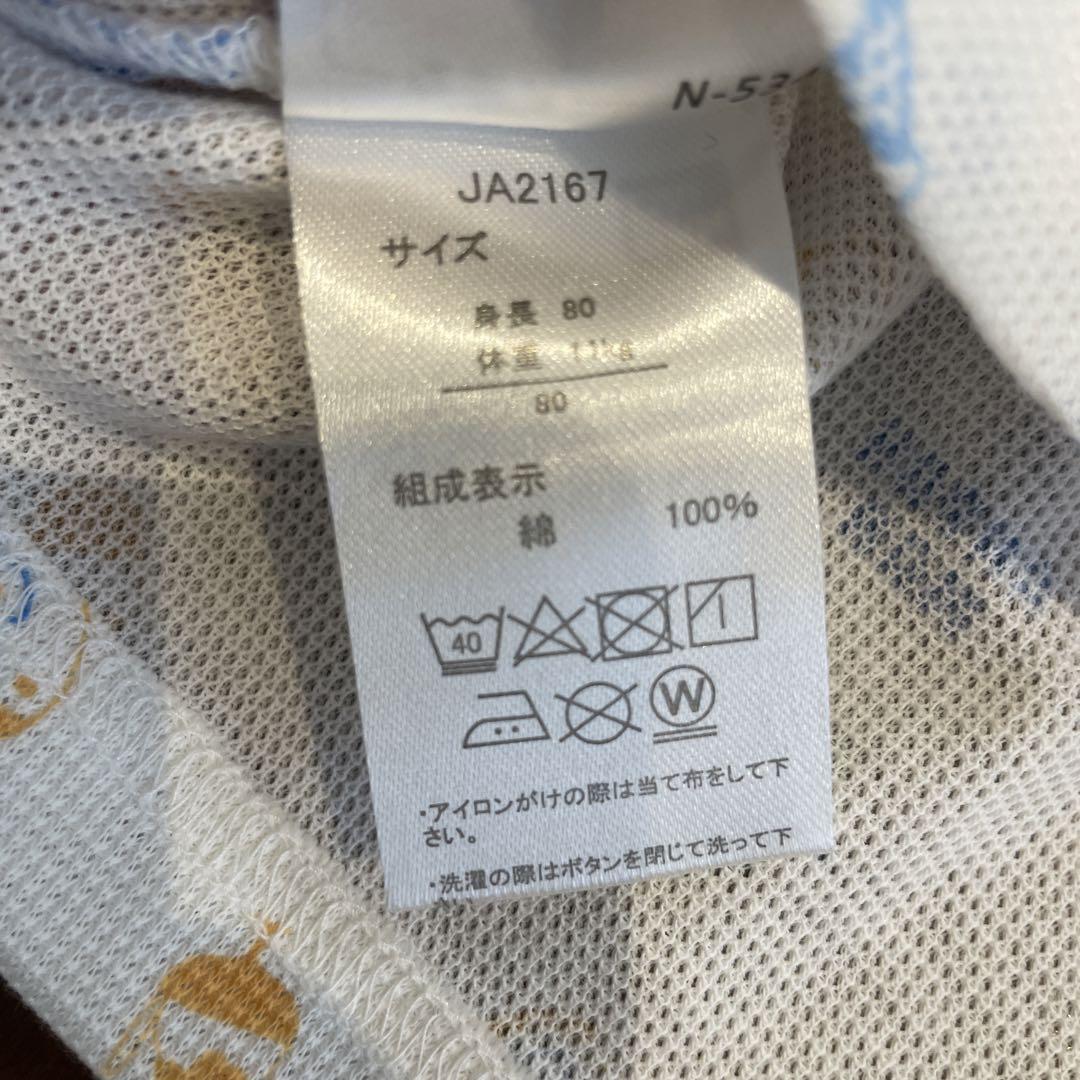 JA2167
サイズ
身長 80
体重 11kg
80
組成表示
綿 100%
40
W
・アイロンがけの際は当て布をして下
さい。
・洗濯の際はボタンを閉じて洗って下